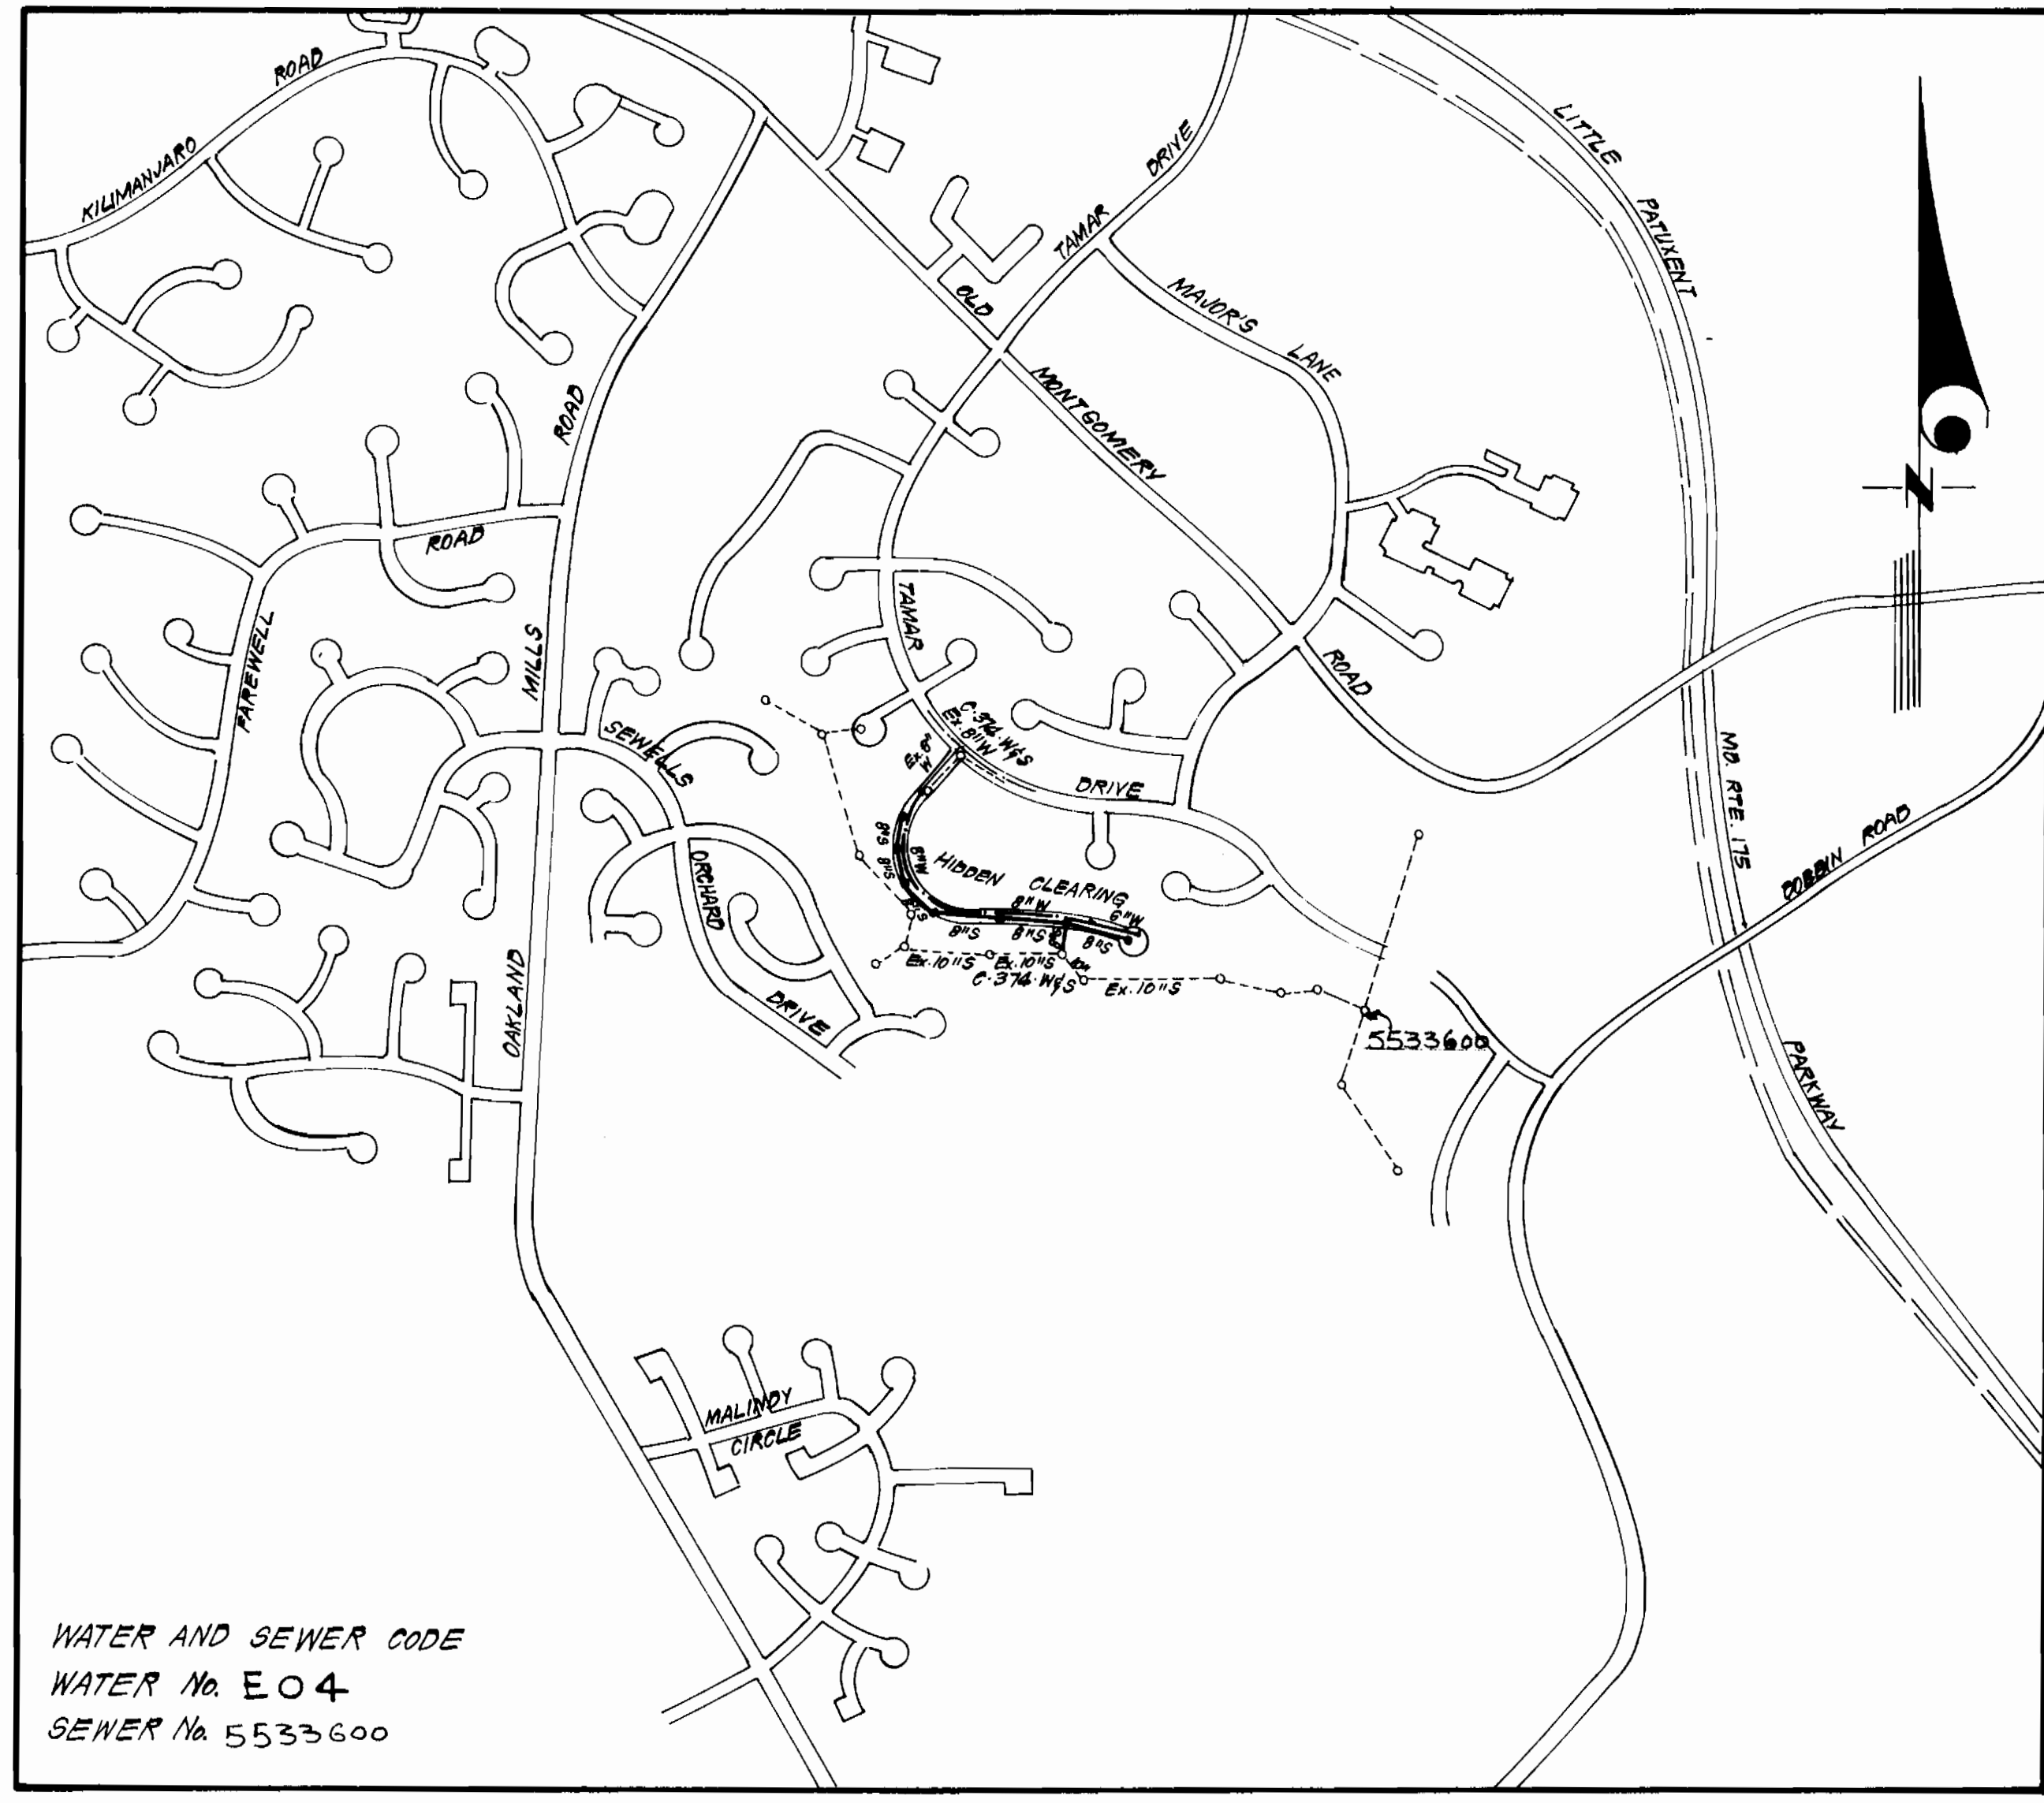 KILIMANJARO ROAD
LITTLE PATUXENT
TAMAR DRIVE
MAJOR'S LANE
OLD
MONTGOMERY
ROAD
ROAD
ROAD
FAREWELL
MILLS
TAMAR
ROAD
N
SEWELLS
C-374-W&S
Ex. 8"W
Ex. 8" W
DRIVE
MD. RTE. 175
DOBBIN ROAD
8"S
8"W
8"S
HIDDEN CLEARING
ORCHARD
8"W
6"W
8"S
8"S
8"S
Ex. 10"S
Ex. 10"S
10"
C-374-W&S
Ex. 10"S
OAKLAND
DRIVE
5533600
PARKWAY
MALINDY
CIRCLE
WATER AND SEWER CODE
WATER No. E04
SEWER No. 5533600